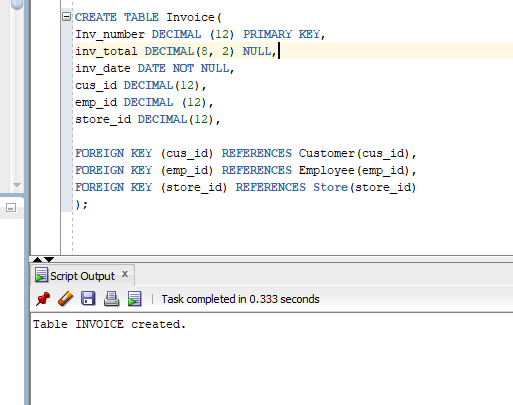 CREATE TABLE Invoice(
Inv_number DECIMAL (12) PRIMARY KEY,
inv_total DECIMAL(8, 2) NULL,
inv_date DATE NOT NULL,
cus_id DECIMAL(12),
emp_id DECIMAL (12),
store_id DECIMAL(12),
FOREIGN KEY (cus_id) REFERENCES Customer(cus_id),
FOREIGN KEY (emp_id) REFERENCES Employee(emp_id),
FOREIGN KEY (store_id) REFERENCES Store(store_id)
);
Script Output x
Task completed in 0.333 seconds
Table INVOICE created.